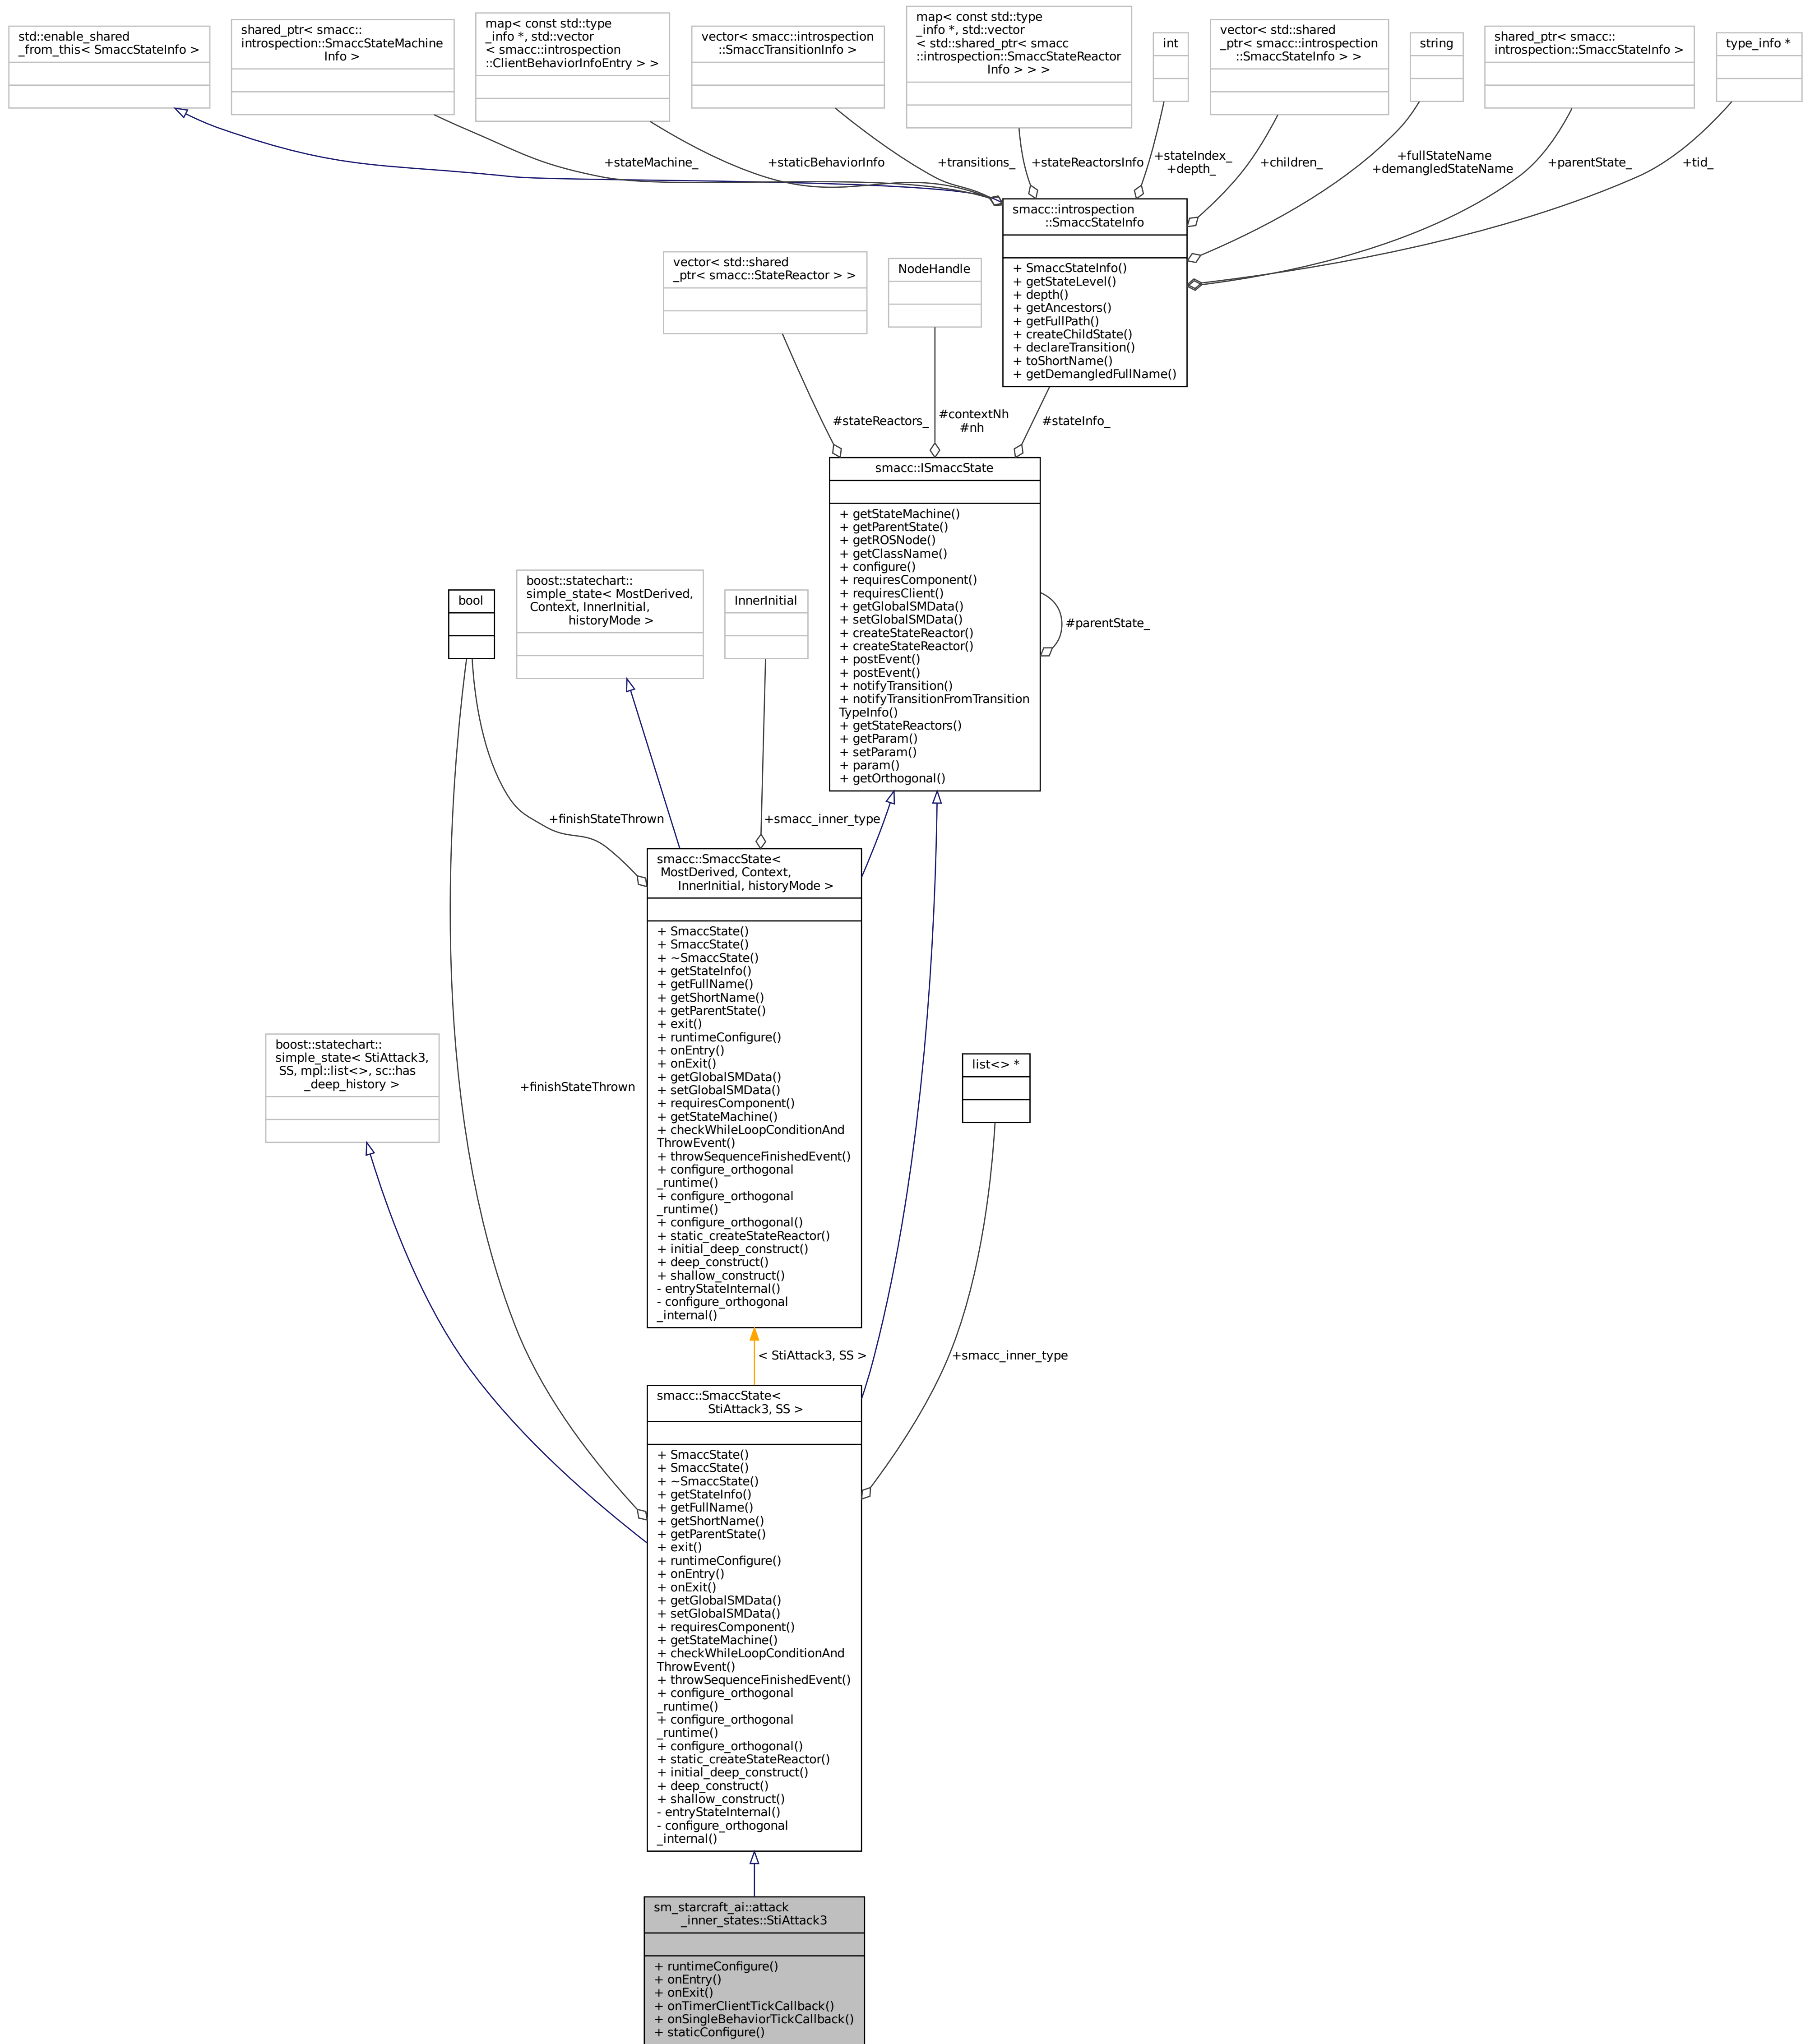 std::enable_shared
_from_this< SmaccStateInfo >
shared_ptr< smacc::
introspection::SmaccStateMachine
Info >
map< const std::type
_info *, std::vector
< smacc::introspection
::ClientBehaviorInfoEntry > >
vector< smacc::introspection
::SmaccTransitionInfo >
map< const std::type
_info *, std::vector
< std::shared_ptr< smacc
::introspection::SmaccStateReactor
Info > > >
int
vector< std::shared
_ptr< smacc::introspection
::SmaccStateInfo > >
string
shared_ptr< smacc::
introspection::SmaccStateInfo >
type_info *
+stateMachine_
+staticBehaviorInfo
+transitions_
+stateReactorsInfo
+stateIndex_
+depth_
+children_
+fullStateName
+demangledStateName
+parentState_
+tid_
smacc::introspection
::SmaccStateInfo
+ SmaccStateInfo()
+ getStateLevel()
+ depth()
+ getAncestors()
+ getFullPath()
+ createChildState()
+ declareTransition()
+ toShortName()
+ getDemangledFullName()
vector< std::shared
_ptr< smacc::StateReactor > >
NodeHandle
#stateReactors_
#contextNh
#nh
#stateInfo_
smacc::ISmaccState
+ getStateMachine()
+ getParentState()
+ getROSNode()
+ getClassName()
+ configure()
+ requiresComponent()
+ requiresClient()
+ getGlobalSMData()
+ setGlobalSMData()
+ createStateReactor()
+ createStateReactor()
+ postEvent()
+ postEvent()
+ notifyTransition()
+ notifyTransitionFromTransition
TypeInfo()
+ getStateReactors()
+ getParam()
+ setParam()
+ param()
+ getOrthogonal()
#parentState_
bool
boost::statechart::
simple_state< MostDerived,
Context, InnerInitial,
historyMode >
InnerInitial
+finishStateThrown
+smacc_inner_type
smacc::SmaccState<
MostDerived, Context,
InnerInitial, historyMode >
+ SmaccState()
+ SmaccState()
+ ~SmaccState()
+ getStateInfo()
+ getFullName()
+ getShortName()
+ getParentState()
+ exit()
+ runtimeConfigure()
+ onEntry()
+ onExit()
+ getGlobalSMData()
+ setGlobalSMData()
+ requiresComponent()
+ getStateMachine()
+ checkWhileLoopConditionAnd
ThrowEvent()
+ throwSequenceFinishedEvent()
+ configure_orthogonal
_runtime()
+ configure_orthogonal
_runtime()
+ configure_orthogonal()
+ static_createStateReactor()
+ initial_deep_construct()
+ deep_construct()
+ shallow_construct()
- entryStateInternal()
- configure_orthogonal
_internal()
boost::statechart::
simple_state< StiAttack3,
SS, mpl::list<>, sc::has
_deep_history >
+finishStateThrown
list<> *
< StiAttack3, SS >
+smacc_inner_type
smacc::SmaccState<
StiAttack3, SS >
+ SmaccState()
+ SmaccState()
+ ~SmaccState()
+ getStateInfo()
+ getFullName()
+ getShortName()
+ getParentState()
+ exit()
+ runtimeConfigure()
+ onEntry()
+ onExit()
+ getGlobalSMData()
+ setGlobalSMData()
+ requiresComponent()
+ getStateMachine()
+ checkWhileLoopConditionAnd
ThrowEvent()
+ throwSequenceFinishedEvent()
+ configure_orthogonal
_runtime()
+ configure_orthogonal
_runtime()
+ configure_orthogonal()
+ static_createStateReactor()
+ initial_deep_construct()
+ deep_construct()
+ shallow_construct()
- entryStateInternal()
- configure_orthogonal
_internal()
sm_starcraft_ai::attack
_inner_states::StiAttack3
+ runtimeConfigure()
+ onEntry()
+ onExit()
+ onTimerClientTickCallback()
+ onSingleBehaviorTickCallback()
+ staticConfigure()